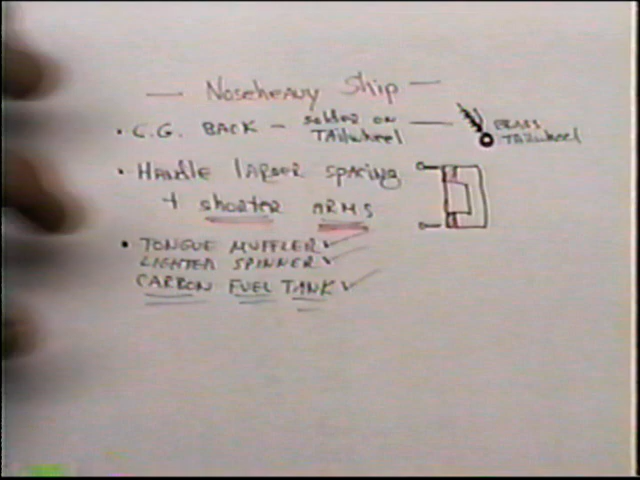 — Noseheavy Ship —
• C.G. BACK — solder on TAilwheel — BRASS TAilwheel
• HANDLE larger spacing
+ shorter ARMS
• TONGUE MUFFLER ✓
LIGHTER SPINNER ✓
CARBON FUEL TANK ✓